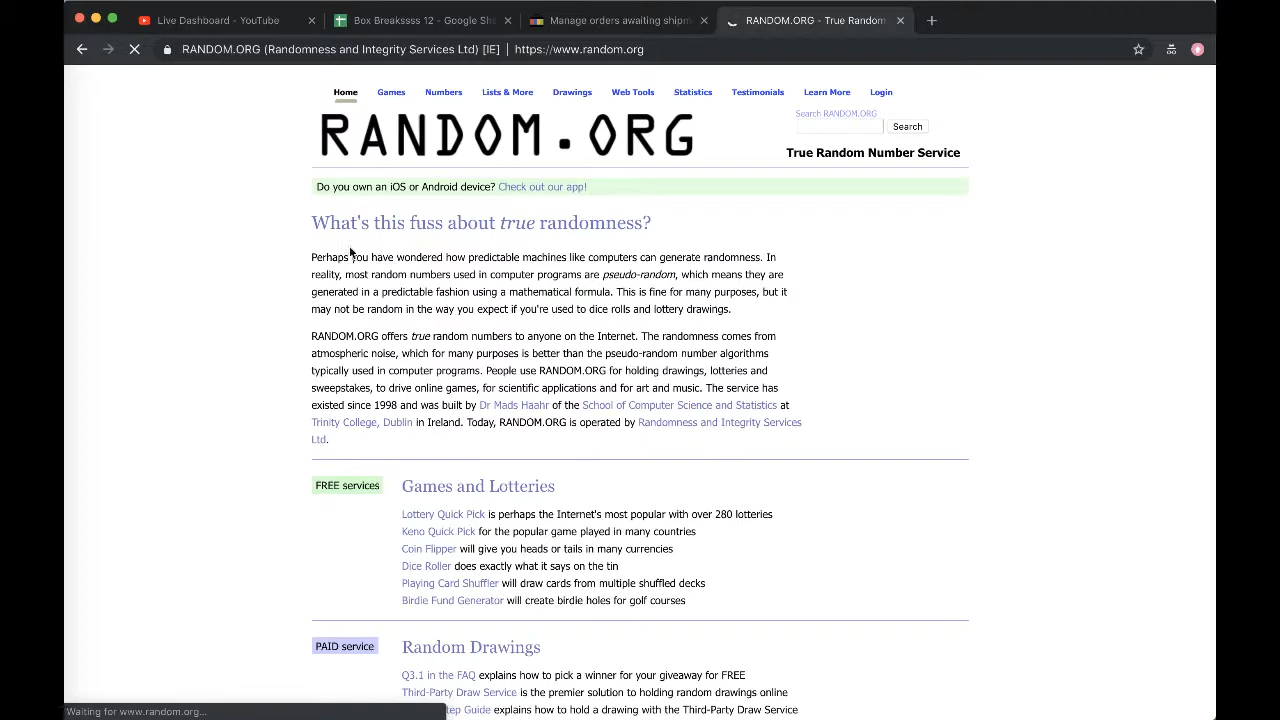 Live Dashboard - YouTube
Box Breakssss 12 - Google She
Manage orders awaiting shipm
RANDOM.ORG - True Random
RANDOM.ORG (Randomness and Integrity Services Ltd) [IE] | https://www.random.org
Home Games Numbers Lists & More Drawings Web Tools Statistics Testimonials Learn More Login
Search RANDOM.ORG
RANDOM.ORG
Search
True Random Number Service
Do you own an iOS or Android device? Check out our app!
What's this fuss about true randomness?
Perhaps you have wondered how predictable machines like computers can generate randomness. In
reality, most random numbers used in computer programs are pseudo-random, which means they are
generated in a predictable fashion using a mathematical formula. This is fine for many purposes, but it
may not be random in the way you expect if you're used to dice rolls and lottery drawings.
RANDOM.ORG offers true random numbers to anyone on the Internet. The randomness comes from
atmospheric noise, which for many purposes is better than the pseudo-random number algorithms
typically used in computer programs. People use RANDOM.ORG for holding drawings, lotteries and
sweepstakes, to drive online games, for scientific applications and for art and music. The service has
existed since 1998 and was built by Dr Mads Haahr of the School of Computer Science and Statistics at
Trinity College, Dublin in Ireland. Today, RANDOM.ORG is operated by Randomness and Integrity Services
Ltd.
FREE services
Games and Lotteries
Lottery Quick Pick is perhaps the Internet's most popular with over 280 lotteries
Keno Quick Pick for the popular game played in many countries
Coin Flipper will give you heads or tails in many currencies
Dice Roller does exactly what it says on the tin
Playing Card Shuffler will draw cards from multiple shuffled decks
Birdie Fund Generator will create birdie holes for golf courses
PAID service
Random Drawings
Q3.1 in the FAQ explains how to pick a winner for your giveaway for FREE
Third-Party Draw Service is the premier solution to holding random drawings online
tep Guide explains how to hold a drawing with the Third-Party Draw Service
Waiting for www.random.org...